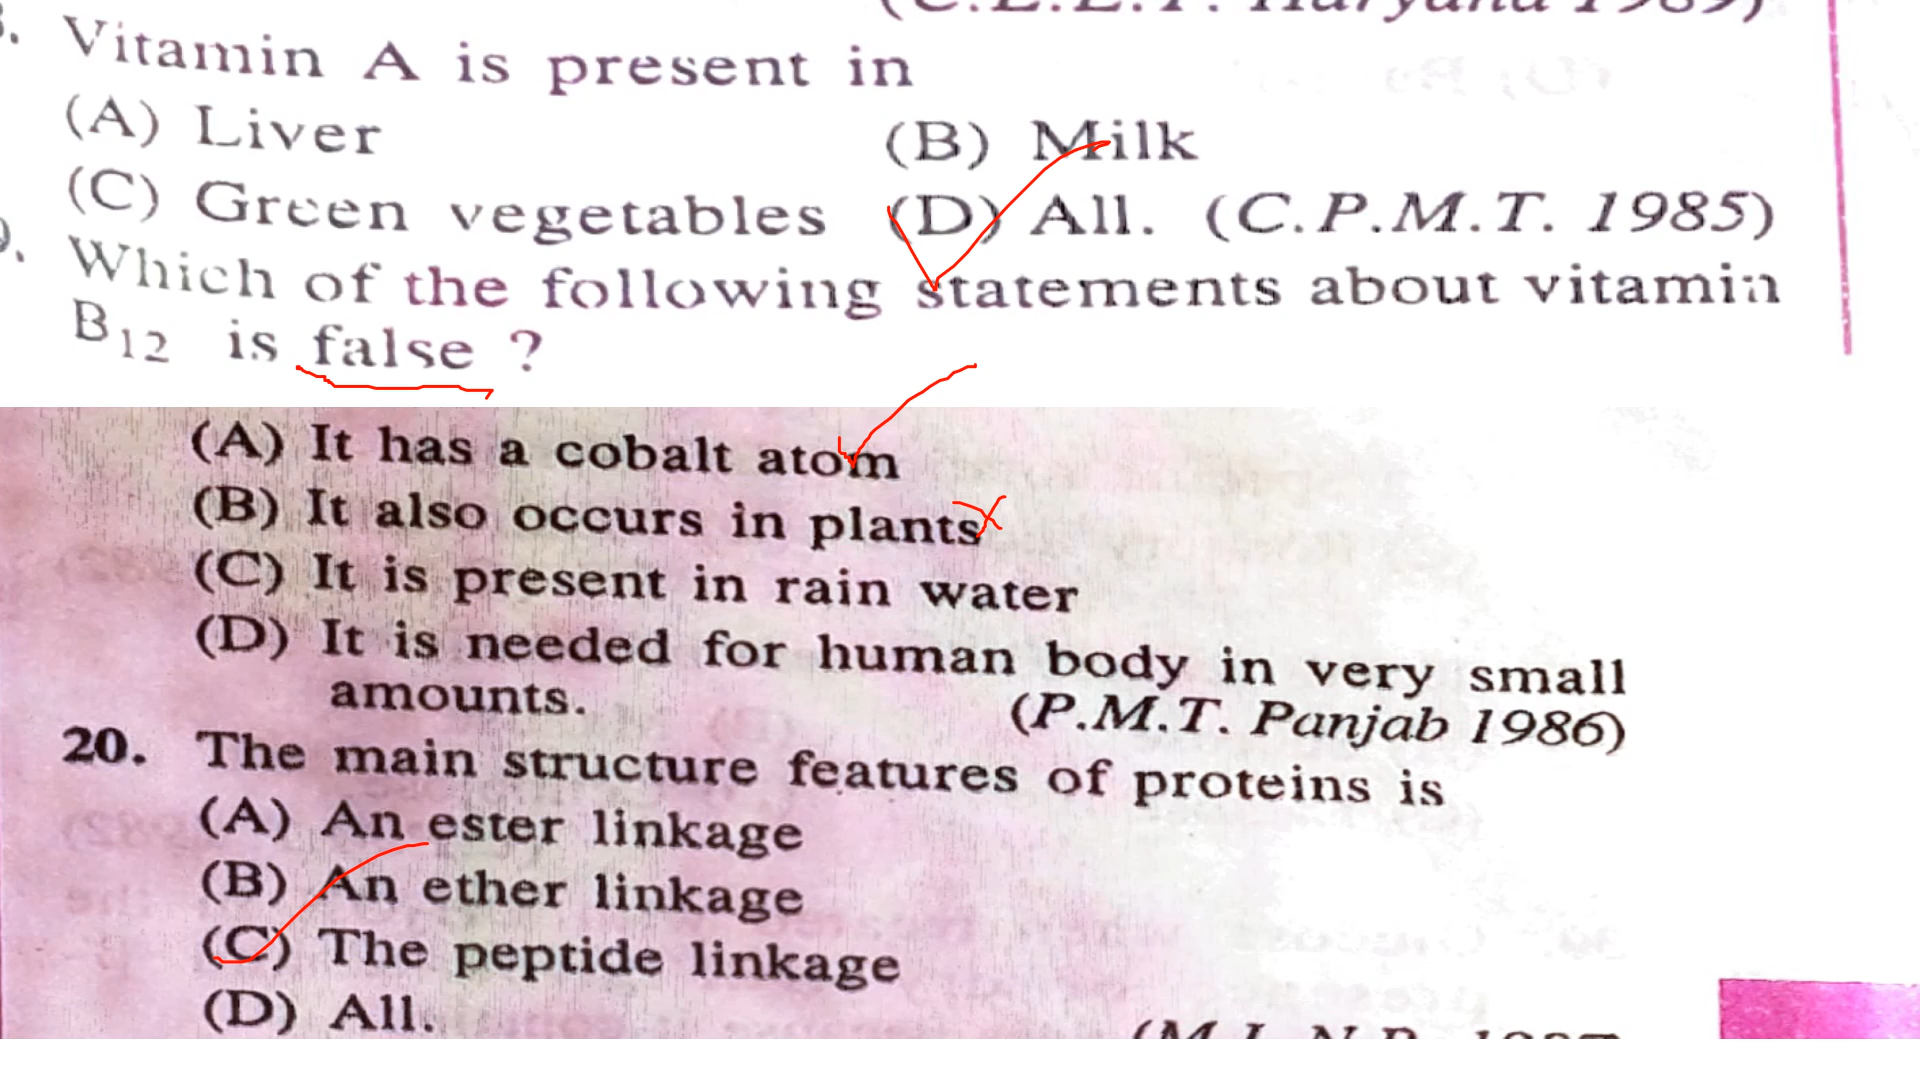 Vitamin A is present in
(A) Liver (B) Milk
(C) Green vegetables (D) All. (C.P.M.T. 1985)
Which of the following statements about vitamin
B12 is false ?
(A) It has a cobalt atom
(B) It also occurs in plants
(C) It is present in rain water
(D) It is needed for human body in very small
amounts. (P.M.T. Panjab 1986)
20. The main structure features of proteins is
(A) An ester linkage
(B) An ether linkage
(C) The peptide linkage
(D) All.